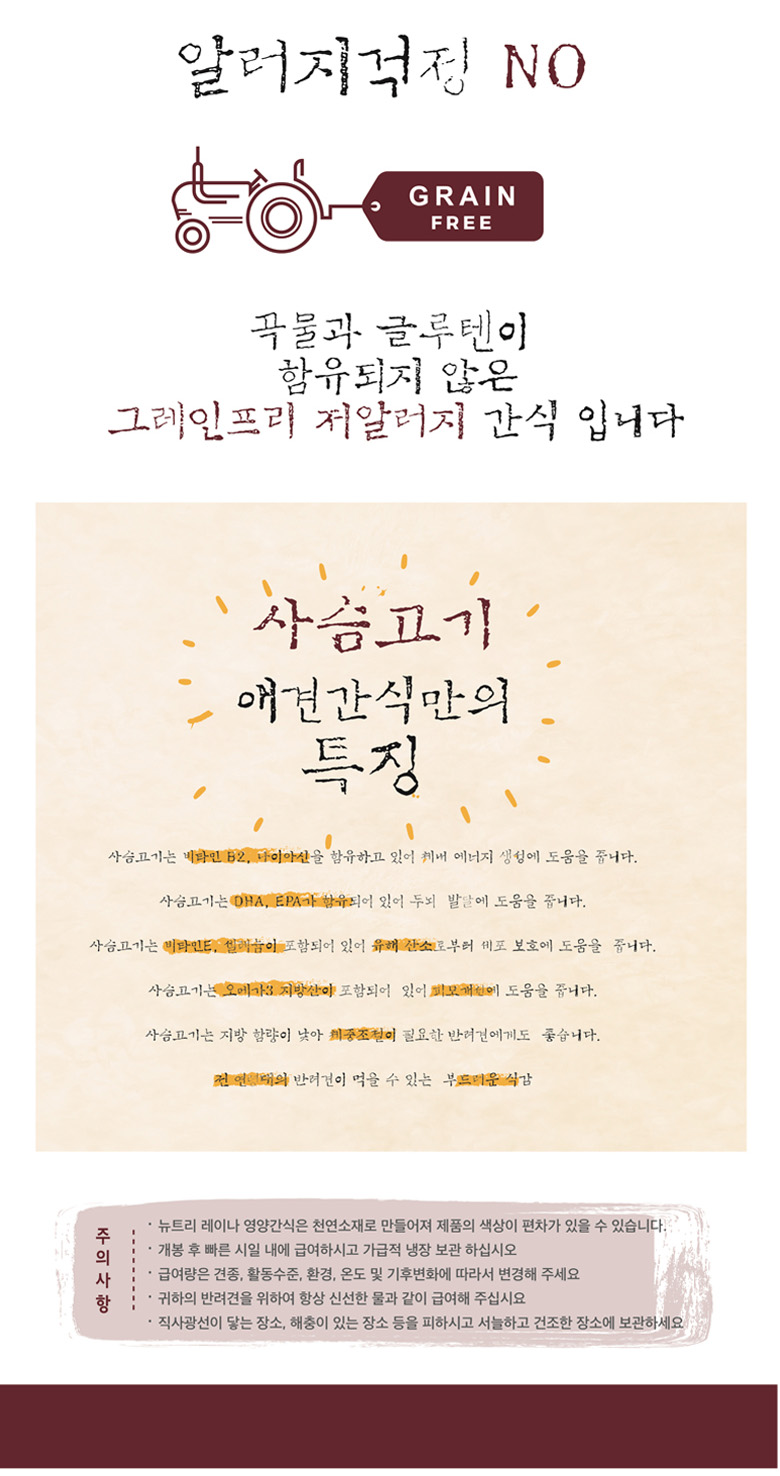 알러지걱정 NO
GRAIN
FREE
곡물과 글루텐이
함유되지 않은
그레인프리 저알러지 간식 입니다
사슴고기
애견간식만의
특징
사슴고기는 비타민 B2, 나이아신을 함유하고 있어 체내 에너지 생성에 도움을 줍니다.
사슴고기는 DHA, EPA가 함유되어 있어 두뇌 발달에 도움을 줍니다.
사슴고기는 비타민E, 셀레늄이 포함되어 있어 유해 산소로부터 세포 보호에 도움을 줍니다.
사슴고기는 오메가3 지방산이 포함되어 있어 피모개선에 도움을 줍니다.
사슴고기는 지방 함량이 낮아 체중조절이 필요한 반려견에게도 좋습니다.
전 연령대의 반려견이 먹을 수 있는 부드러운 식감
주의사항
· 뉴트리 레이나 영양간식은 천연소재로 만들어져 제품의 색상이 편차가 있을 수 있습니다.
· 개봉 후 빠른 시일 내에 급여하시고 가급적 냉장 보관 하십시오
· 급여량은 견종, 활동수준, 환경, 온도 및 기후변화에 따라서 변경해 주세요
· 귀하의 반려견을 위하여 항상 신선한 물과 같이 급여해 주십시요
· 직사광선이 닿는 장소, 해충이 있는 장소 등을 피하시고 서늘하고 건조한 장소에 보관하세요